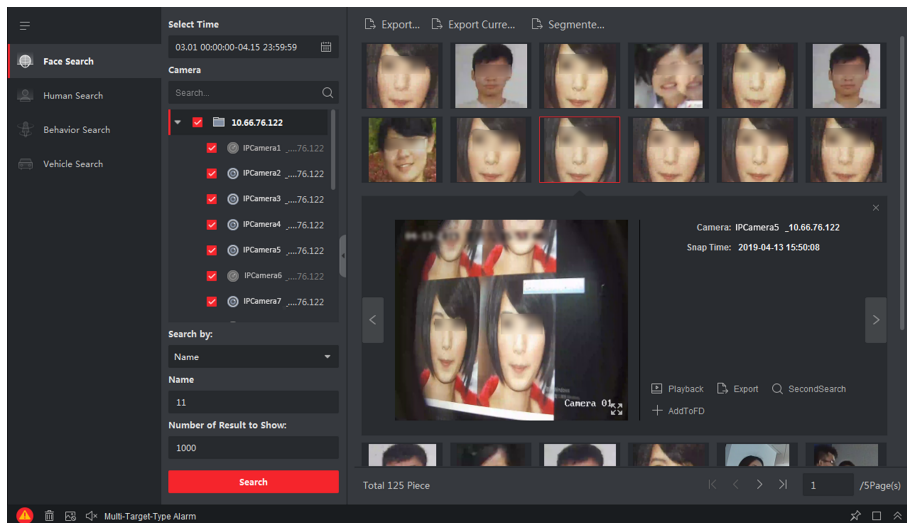 Face Search
Human Search
Behavior Search
Vehicle Search
Select Time
03.01 00:00:00-04.15 23:59:59
Camera
Search...
10.66.76.122
IPCamera1 _....76.122
IPCamera2 _....76.122
IPCamera3 _....76.122
IPCamera4 _....76.122
IPCamera5 _....76.122
IPCamera6 _....76.122
IPCamera7 _....76.122
Search by:
Name
Name
11
Number of Result to Show:
1000
Search
Export... Export Curre... Segmente...
Camera: IPCamera5 _10.66.76.122
Snap Time: 2019-04-13 15:50:08
Camera 01
Playback Export SecondSearch
AddToFD
Total 125 Piece
1 /5Page(s)
Multi-Target-Type Alarm